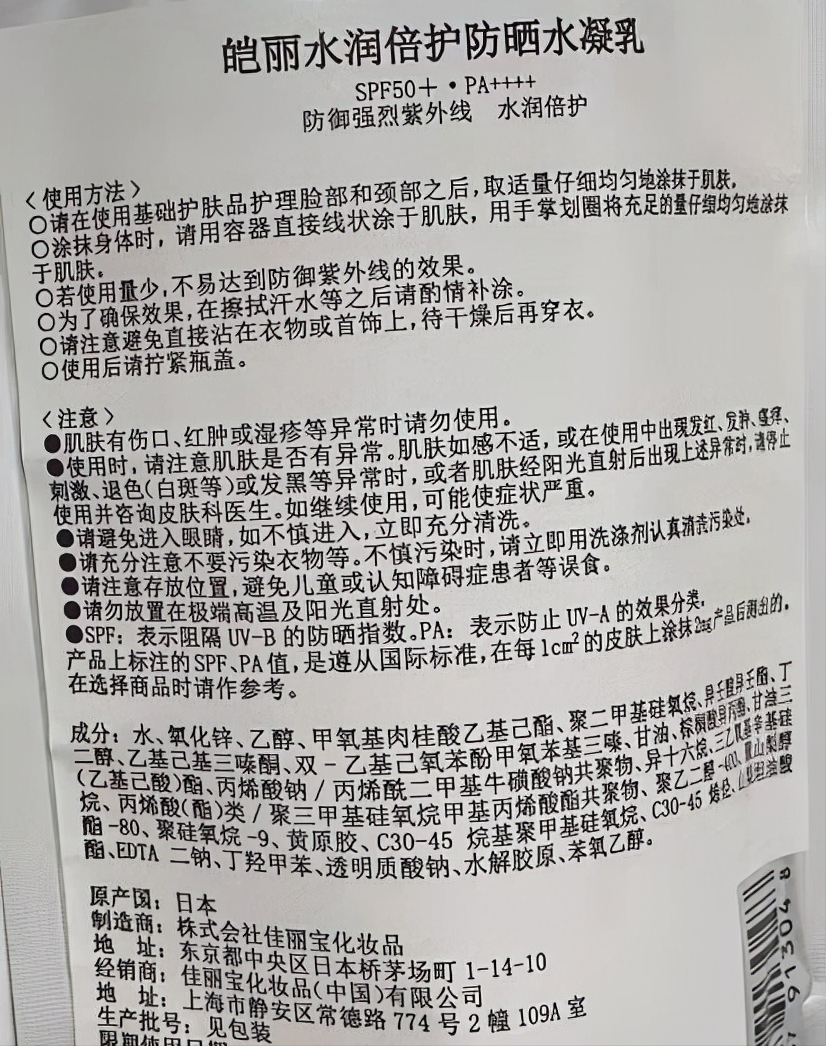 皑丽水润倍护防晒水凝乳
SPF50＋・PA++++
防御强烈紫外线　水润倍护
〈使用方法〉
○请在使用基础护肤品护理脸部和颈部之后,取适量仔细均匀地涂抹于肌肤。
○涂抹身体时,请用容器直接线状涂于肌肤,用手掌划圈将充足的量仔细均匀地涂抹
于肌肤。
○若使用量少,不易达到防御紫外线的效果。
○为了确保效果,在擦拭汗水等之后请酌情补涂。
○请注意避免直接沾在衣物或首饰上,待干燥后再穿衣。
○使用后请拧紧瓶盖。
〈注意〉
●肌肤有伤口、红肿或湿疹等异常时请勿使用。
●使用时,请注意肌肤是否有异常。肌肤如感不适,或在使用中出现发红、发肿、瘙痒、
刺激、退色(白斑等)或发黑等异常时,或者肌肤经阳光直射后出现上述异常时,请停止
使用并咨询皮肤科医生。如继续使用,可能使症状严重。
●请避免进入眼睛,如不慎进入,立即充分清洗。
●请充分注意不要污染衣物等。不慎污染时,请立即用洗涤剂认真清洗污染处。
●请注意存放位置,避免儿童或认知障碍症患者等误食。
●请勿放置在极端高温及阳光直射处。
●SPF：表示阻隔 UV-B 的防晒指数。PA：表示防止 UV-A 的效果分类。
产品上标注的SPF、PA值,是遵从国际标准,在每1cm²的皮肤上涂抹2mg产品后测出的。
在选择商品时请作参考。
成分：水、氧化锌、乙醇、甲氧基肉桂酸乙基己酯、聚二甲基硅氧烷、异壬酸异壬酯、丁
二醇、乙基己基三嗪酮、双-乙基己氧苯酚甲氧苯基三嗪、甘油、棕榈酸异丙酯、甘油三
(乙基己酸)酯、丙烯酸钠/丙烯酰二甲基牛磺酸钠共聚物、异十六烷、三乙氧基辛基硅
烷、丙烯酸(酯)类/聚三甲基硅氧烷甲基丙烯酸酯共聚物、聚乙二醇-400、山梨醇
酯-80、聚硅氧烷-9、黄原胶、C30-45 烷基聚甲基硅氧烷、C30-45 烯烃、山梨坦油酸
酯、EDTA 二钠、丁羟甲苯、透明质酸钠、水解胶原、苯氧乙醇。
原产国：日本
制造商：株式会社佳丽宝化妆品
地　址：东京都中央区日本桥茅场町 1-14-10
经销商：佳丽宝化妆品(中国)有限公司
地　址：上海市静安区常德路 774 号 2 幢 109A 室
生产批号：见包装
限期使用日期
91304 8